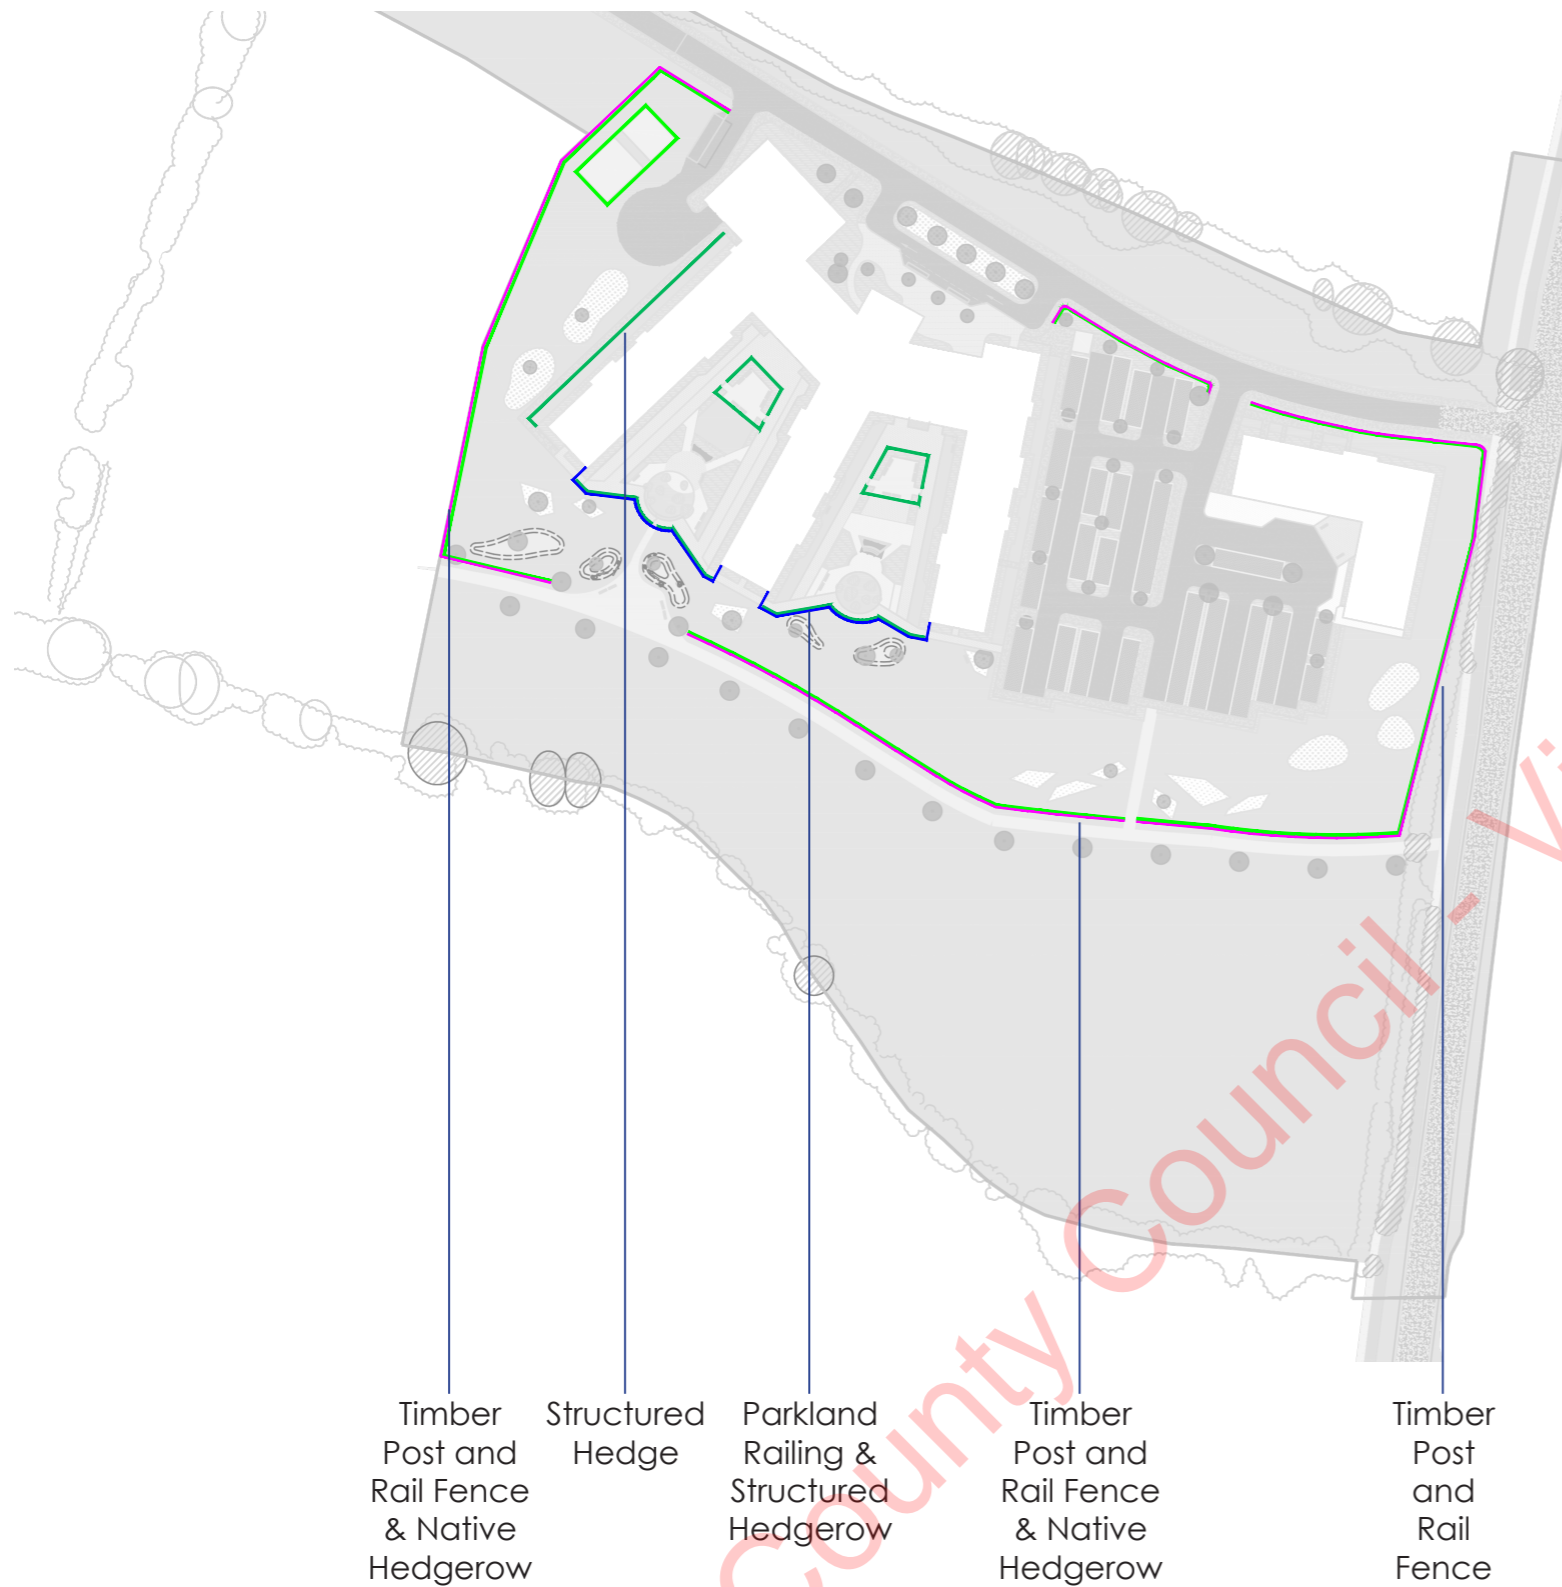 Timber
Post and
Rail Fence
& Native
Hedgerow
Structured
Hedge
Parkland
Railing &
Structured
Hedgerow
Timber
Post and
Rail Fence
& Native
Hedgerow
Timber
Post
and
Rail
Fence
County Council - Vi